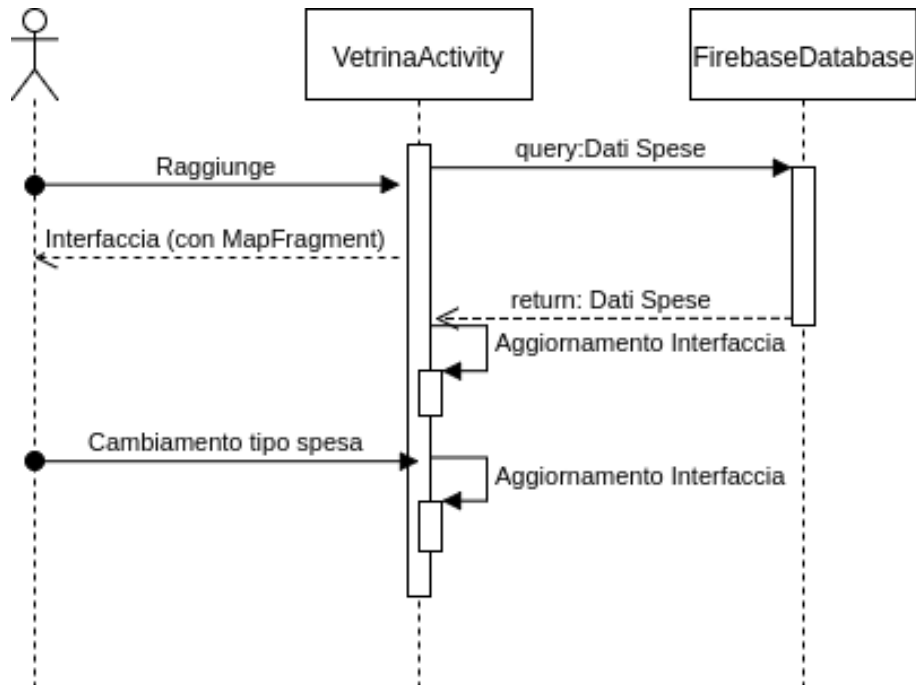 VetrinaActivity
FirebaseDatabase
query:Dati Spese
Raggiunge
Interfaccia (con MapFragment)
return: Dati Spese
Aggiornamento Interfaccia
Cambiamento tipo spesa
Aggiornamento Interfaccia